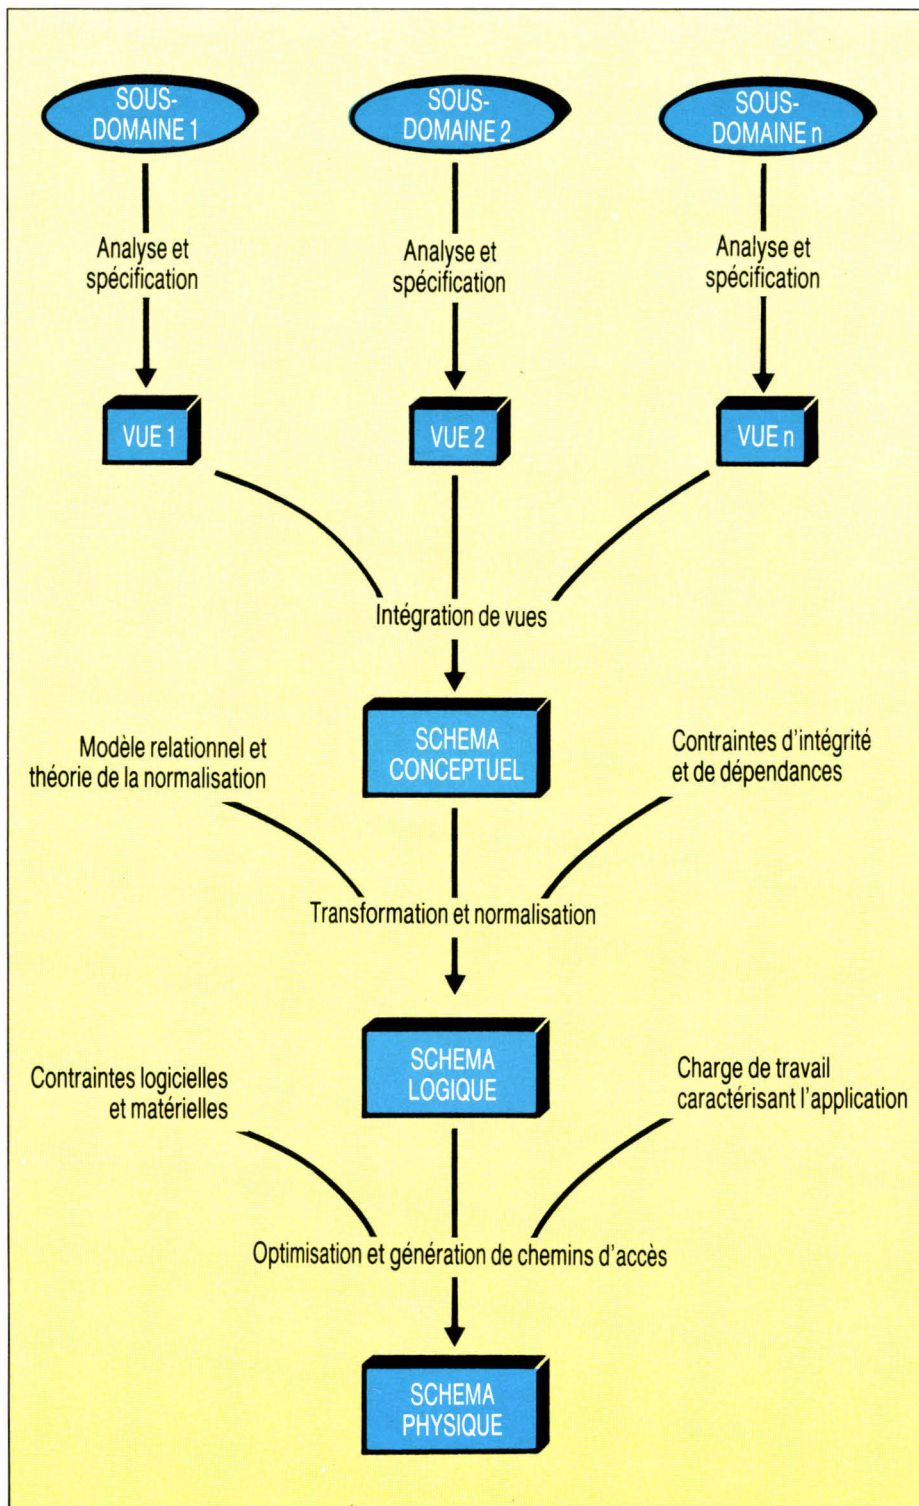 SOUS-
DOMAINE 1
SOUS-
DOMAINE 2
SOUS-
DOMAINE n
Analyse et
spécification
Analyse et
spécification
Analyse et
spécification
VUE 1
VUE 2
VUE n
Intégration de vues
SCHEMA
CONCEPTUEL
Modèle relationnel et
théorie de la normalisation
Contraintes d'intégrité
et de dépendances
Transformation et normalisation
SCHEMA
LOGIQUE
Contraintes logicielles
et matérielles
Charge de travail
caractérisant l'application
Optimisation et génération de chemins d'accès
SCHEMA
PHYSIQUE